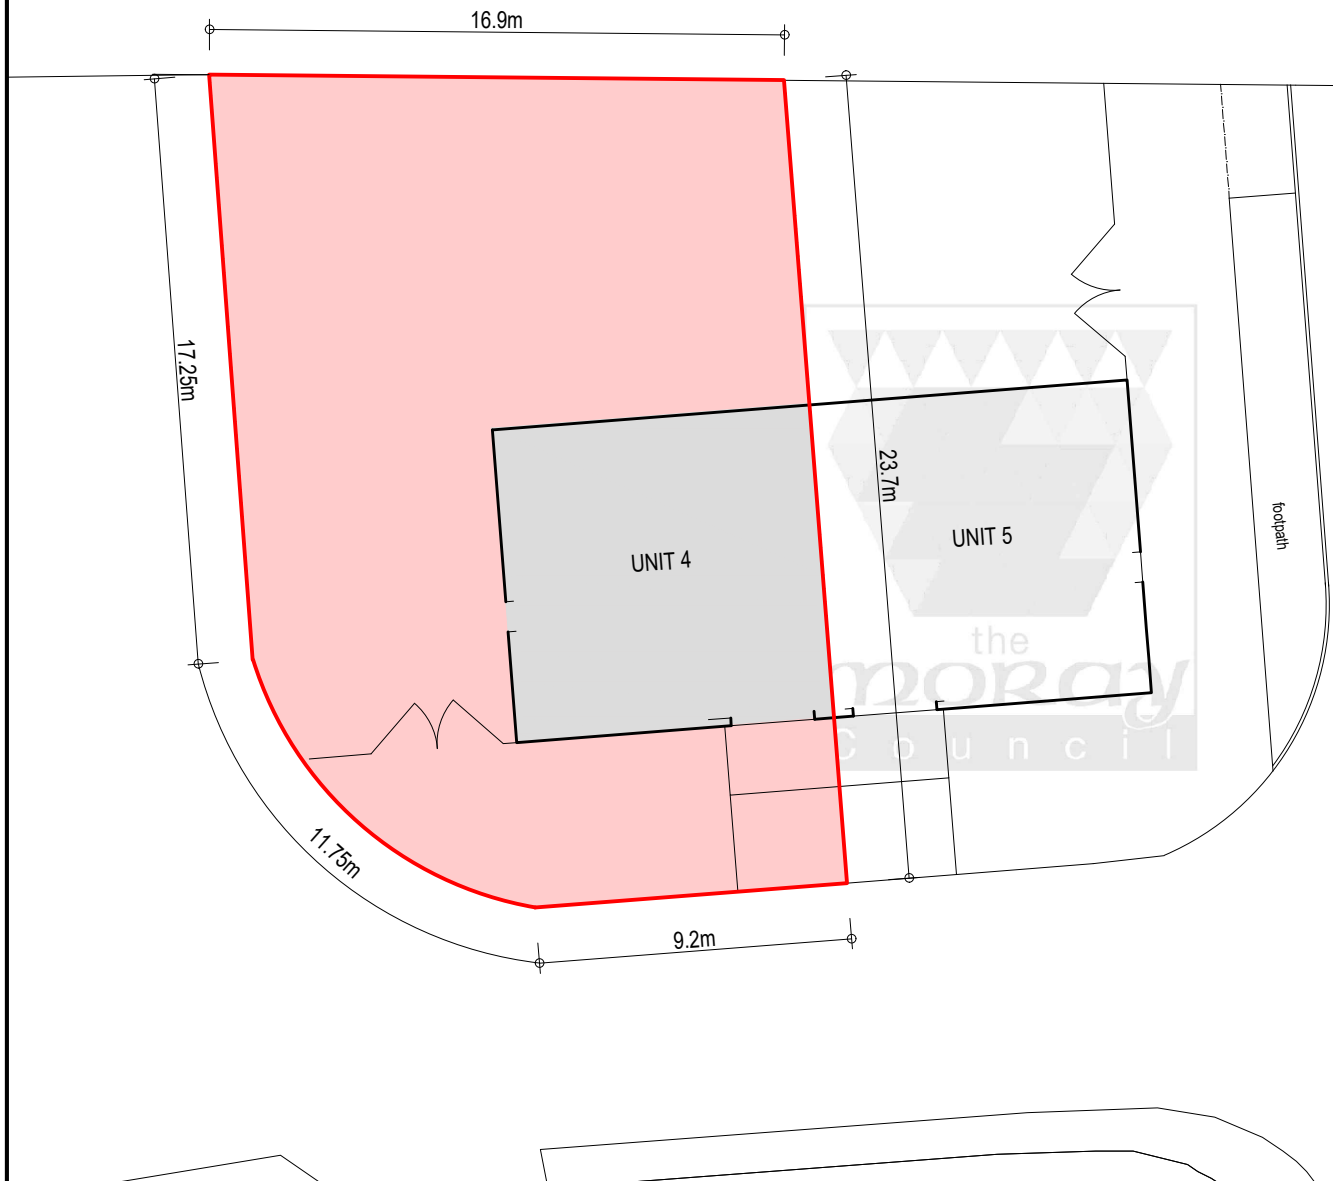 16.9m
17.25m
23.7m
UNIT 4
UNIT 5
footpath
the
moray
Council
11.75m
9.2m